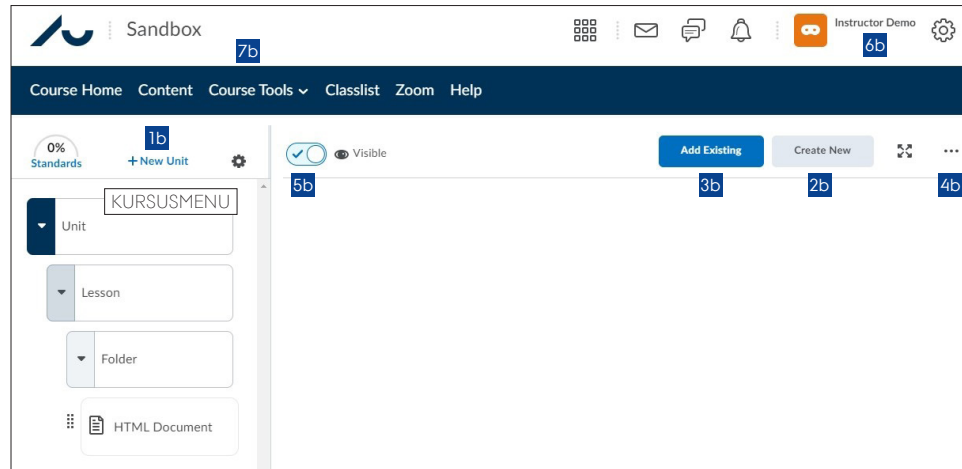 Sandbox
Instructor Demo
7b
6b
Course Home Content Course Tools Classlist Zoom Help
0%
Standards
1b
+ New Unit
Visible
Add Existing
Create New
5b
3b
2b
4b
KURSUSMENU
Unit
Lesson
Folder
HTML Document